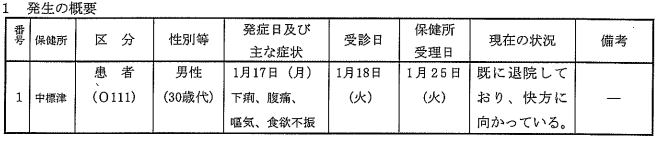 1 発生の概要
番号 保健所 区 分 性別等 発症日及び主な症状 受診日 保健所受理日 現在の状況 備考
1 中標津 患 者 (O111) 男性 (30歳代) 1月17日(月) 下痢、腹痛、嘔気、食欲不振 1月18日 (火) 1月25日 (火) 既に退院しており、快方に向かっている。 ―